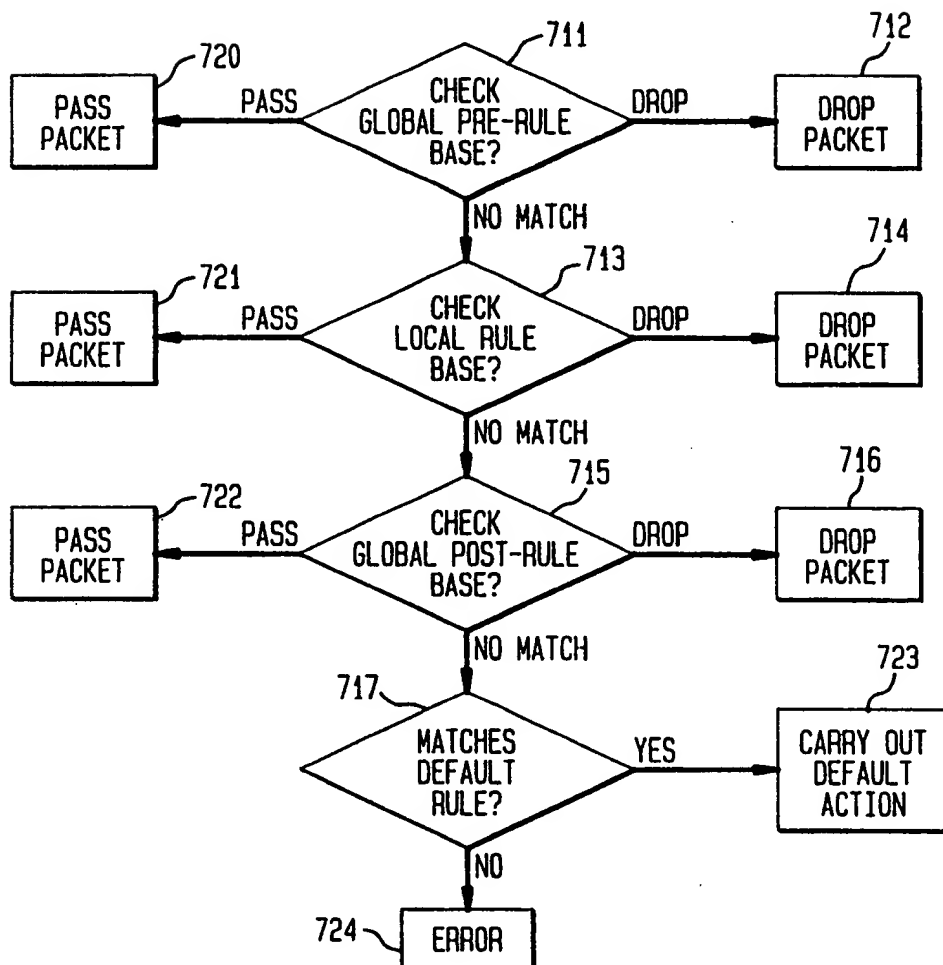 711
712
720
PASS
PACKET
PASS
CHECK
GLOBAL PRE-RULE
BASE?
DROP
DROP
PACKET
NO MATCH
713
714
721
PASS
PACKET
PASS
CHECK
LOCAL RULE
BASE?
DROP
DROP
PACKET
NO MATCH
715
716
722
PASS
PACKET
PASS
CHECK
GLOBAL POST-RULE
BASE?
DROP
DROP
PACKET
NO MATCH
717
723
MATCHES
DEFAULT
RULE?
YES
CARRY OUT
DEFAULT
ACTION
NO
724
ERROR